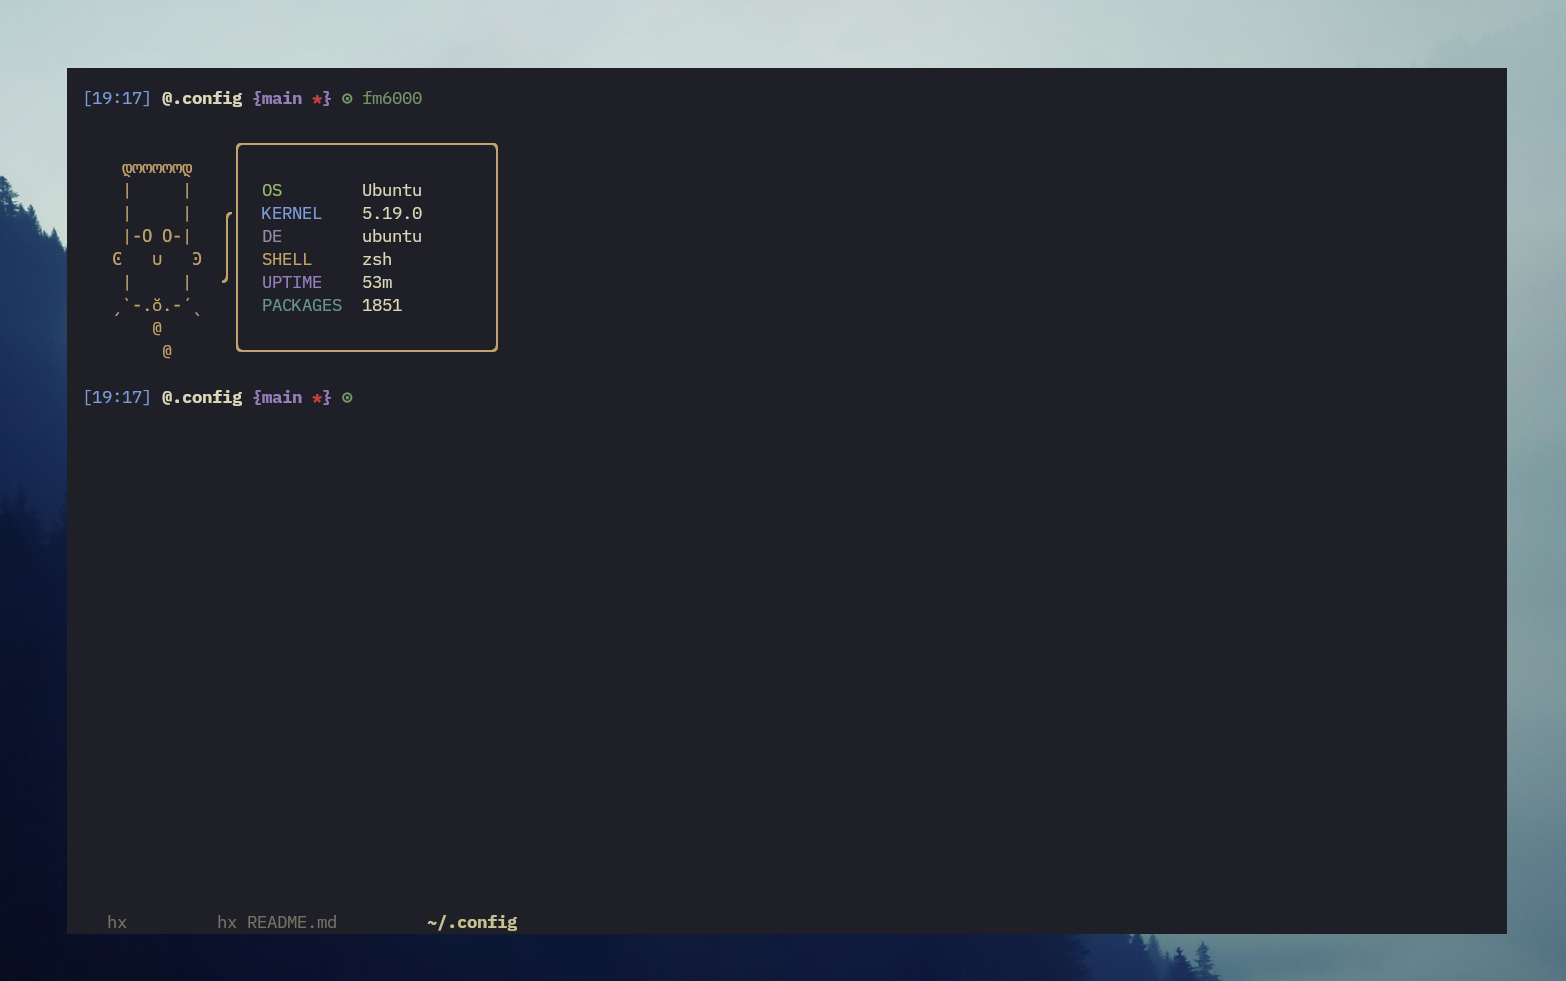 [19:17] @.config {main *} ⊙ fm6000
დოოოოოდ
|     |
|     |
|-O O-|
OS Ubuntu
KERNEL 5.19.0
DE ubuntu
SHELL zsh
UPTIME 53m
PACKAGES 1851
u
|     |
`-.ŏ.-´
@
@
[19:17] @.config {main *} ⊙
hx hx README.md ~/.config